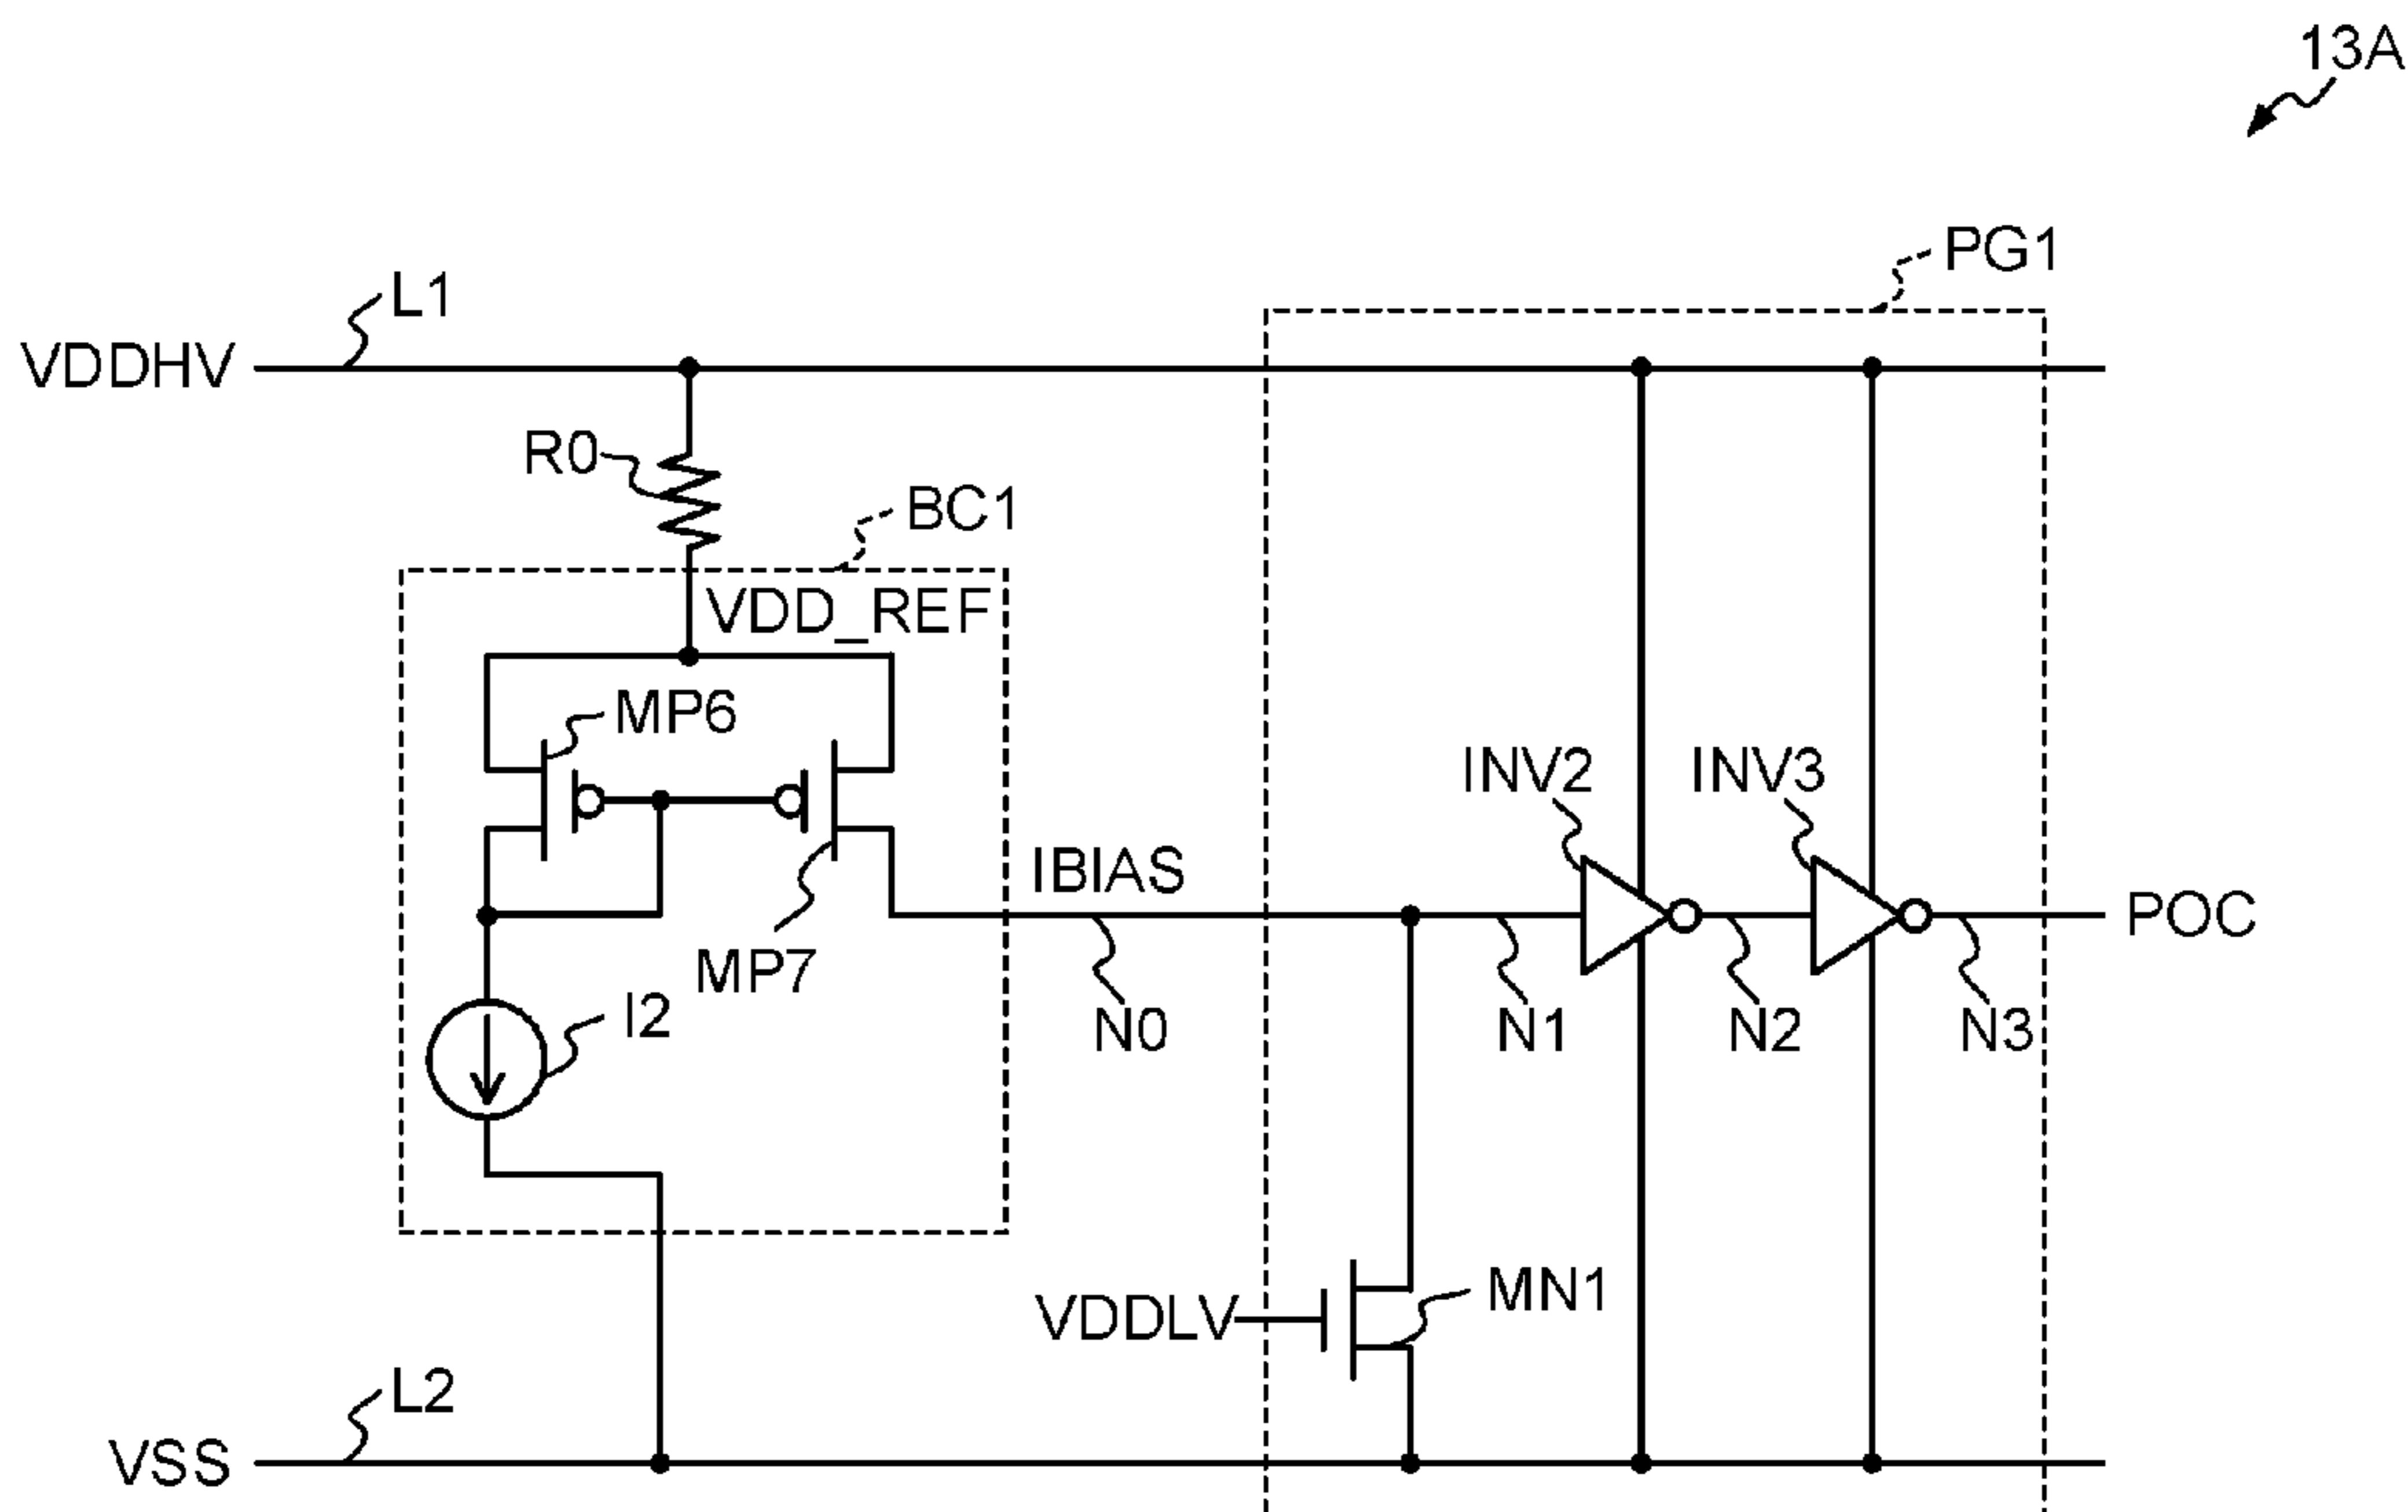 13A
PG1
L1
VDDHV
R0
BC1
VDD_REF
MP6
INV2
INV3
IBIAS
POC
MP7
I2
N0
N1
N2
N3
VDDLV
MN1
L2
VSS